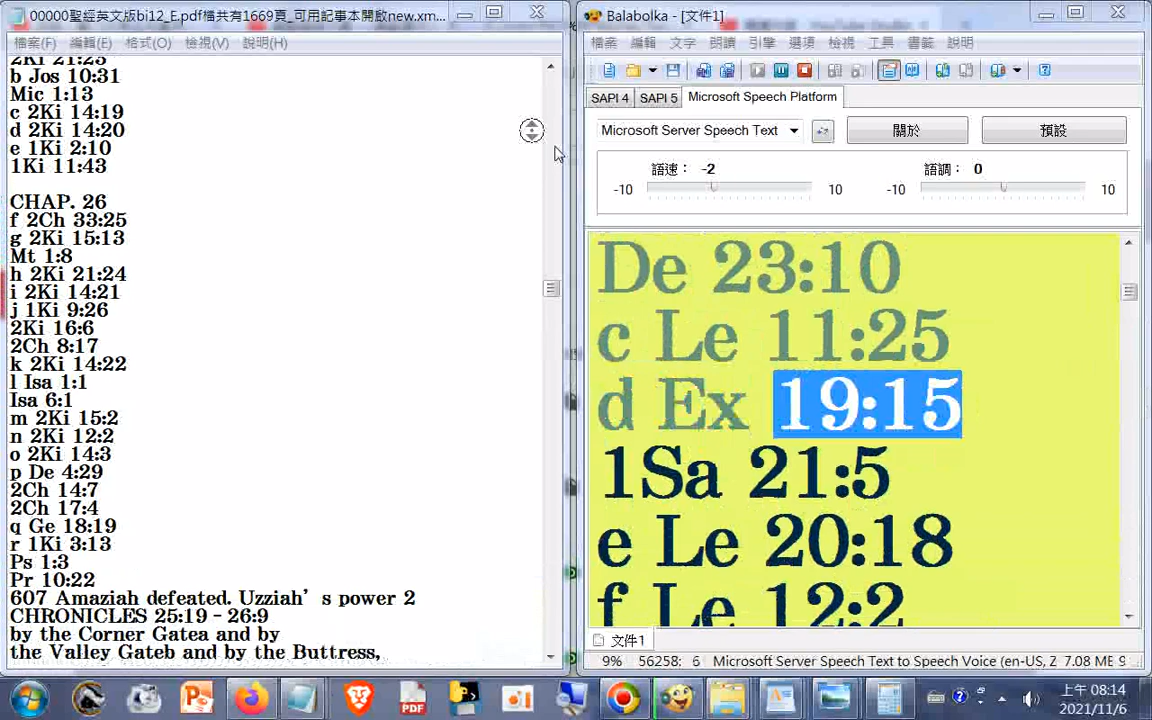 00000聖經英文版bi12_E.pdf檔共有1669頁_可用記事本開啟new.xm...
檔案(F) 編輯(E) 格式(O) 檢視(V) 說明(H)
2Ki 21:23
b Jos 10:31
Mic 1:13
c 2Ki 14:19
d 2Ki 14:20
e 1Ki 2:10
1Ki 11:43
CHAP. 26
f 2Ch 33:25
g 2Ki 15:13
Mt 1:8
h 2Ki 21:24
i 2Ki 14:21
j 1Ki 9:26
2Ki 16:6
2Ch 8:17
k 2Ki 14:22
l Isa 1:1
Isa 6:1
m 2Ki 15:2
n 2Ki 12:2
o 2Ki 14:3
p De 4:29
2Ch 14:7
2Ch 17:4
q Ge 18:19
r 1Ki 3:13
Ps 1:3
Pr 10:22
607 Amaziah defeated. Uzziah’s power 2
CHRONICLES 25:19 - 26:9
by the Corner Gatea and by
the Valley Gateb and by the Buttress,
Balabolka - [文件1]
檔案 編輯 文字 朗讀 引擎 選項 檢視 工具 書籤 說明
SAPI 4 SAPI 5 Microsoft Speech Platform
Microsoft Server Speech Text 關於 預設
語速： -2 語調： 0
-10 10 -10 10
De 23:10
c Le 11:25
d Ex 19:15
1Sa 21:5
e Le 20:18
f Le 12:2
文件1
9% 56258: 6 Microsoft Server Speech Text to Speech Voice (en-US, Z 7.08 MB 9
PDF
上午 08:14
2021/11/6